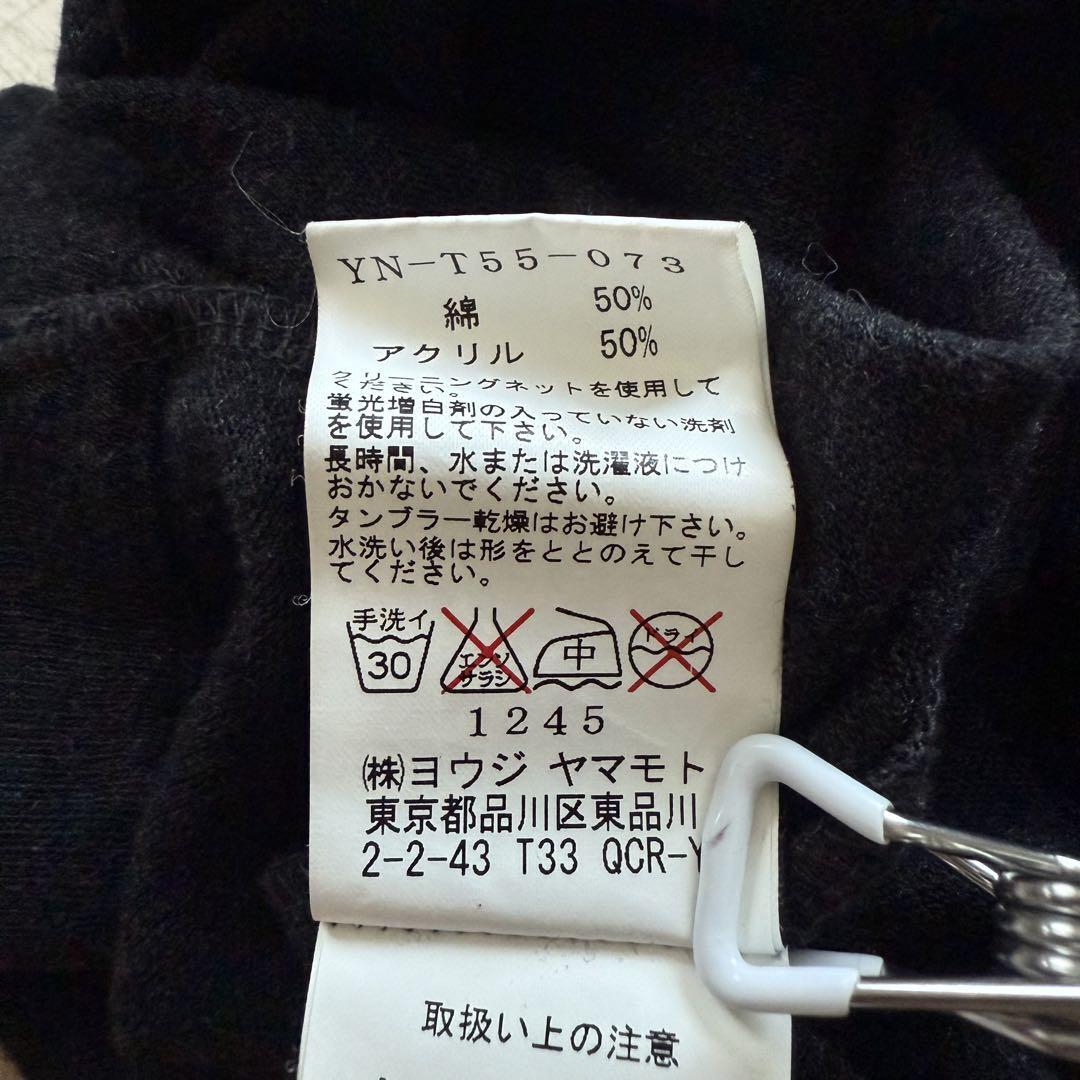 YN-T55-073
綿 50%
アクリル 50%
クリーニングネットを使用して
ください。
蛍光増白剤の入っていない洗剤
を使用して下さい。
長時間、水または洗濯液につけ
おかないでください。
タンブラー乾燥はお避け下さい。
水洗い後は形をととのえて干し
てください。
手洗イ
30
エンソ
サラシ
中
ドライ
1245
㈱ヨウジ ヤマモト
東京都品川区東品川
2-2-43 T33 QCR-Y
取扱い上の注意